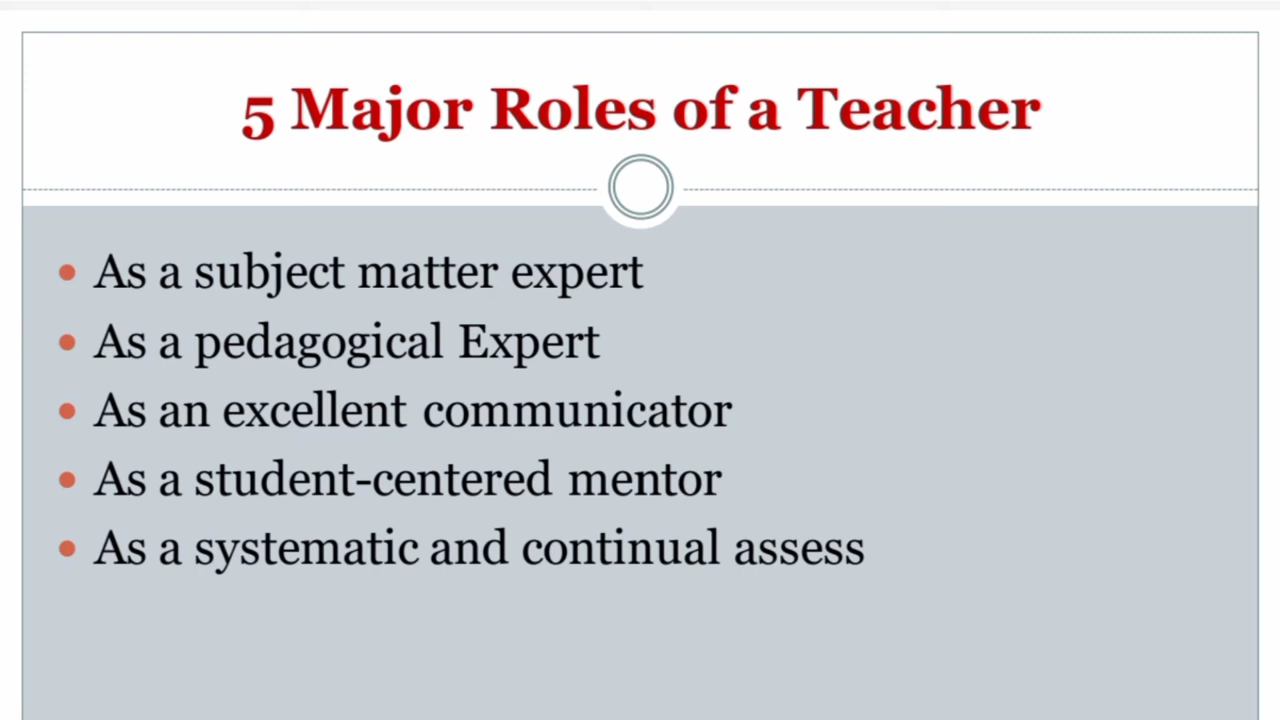 5 Major Roles of a Teacher
As a subject matter expert
As a pedagogical Expert
As an excellent communicator
As a student-centered mentor
As a systematic and continual assess